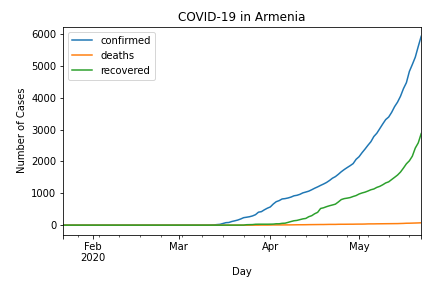 COVID-19 in Armenia
confirmed
deaths
recovered
Number of Cases
6000
5000
4000
3000
2000
1000
0
Feb
2020
Mar
Apr
May
Day